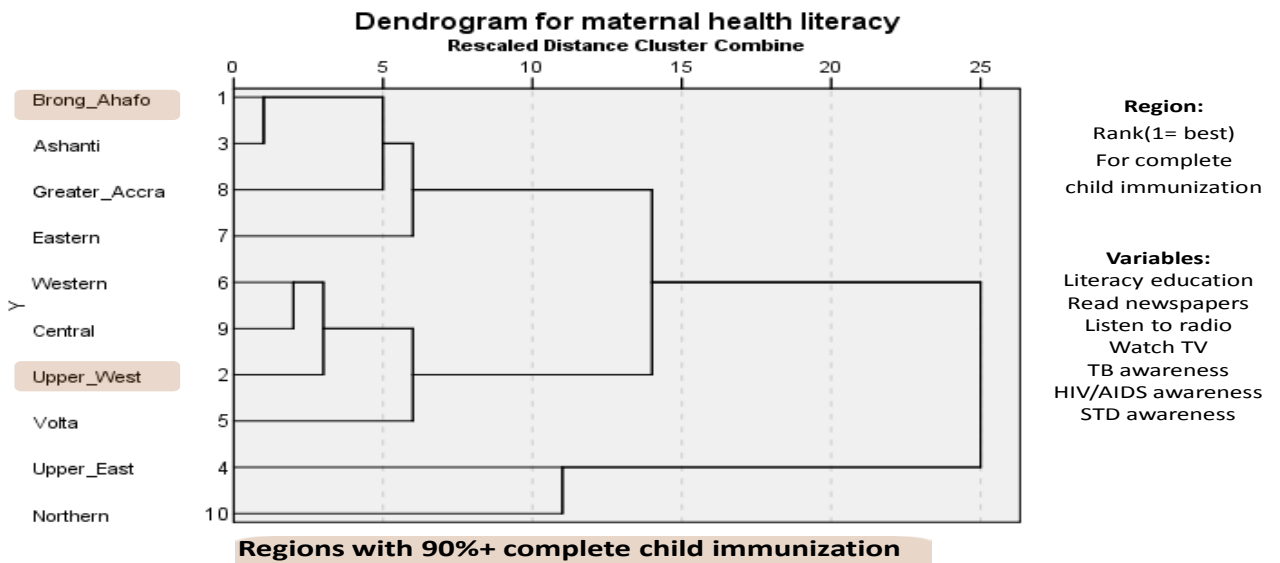 Dendrogram for maternal health literacy
Rescaled Distance Cluster Combine
0 5 10 15 20 25
Y
Brong_Ahafo 1
Ashanti 3
Greater_Accra 8
Eastern 7
Western 6
Central 9
Upper_West 2
Volta 5
Upper_East 4
Northern 10
Region:
Rank(1= best)
For complete
child immunization
Variables:
Literacy education
Read newspapers
Listen to radio
Watch TV
TB awareness
HIV/AIDS awareness
STD awareness
Regions with 90%+ complete child immunization